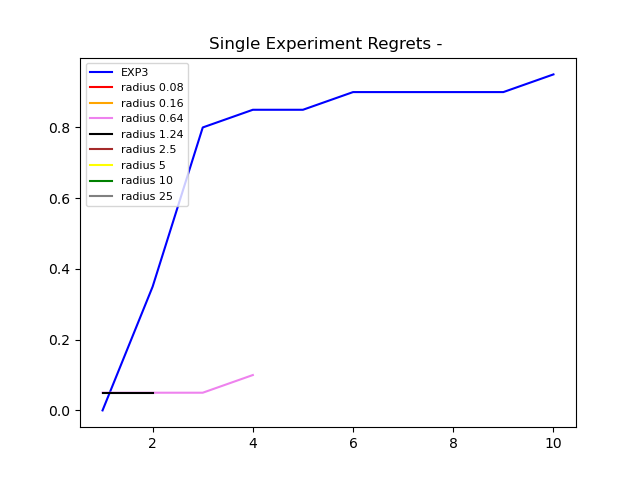 Single Experiment Regrets -
EXP3
radius 0.08
radius 0.16
radius 0.64
radius 1.24
radius 2.5
radius 5
radius 10
radius 25
0.8
0.6
0.4
0.2
0.0
2 4 6 8 10